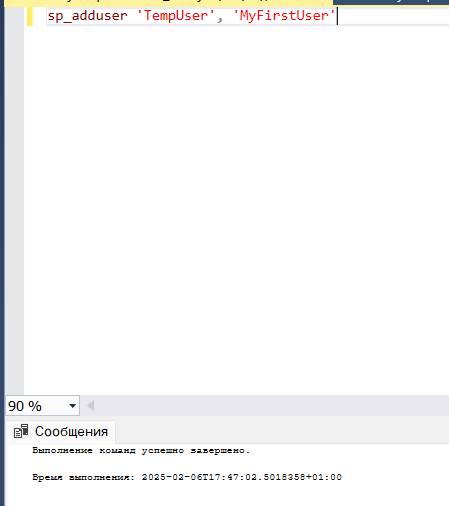 sp_adduser 'TempUser', 'MyFirstUser'
90 %
Сообщения
Выполнение команд успешно завершено.
Время выполнения: 2025-02-06T17:47:02.5018358+01:00